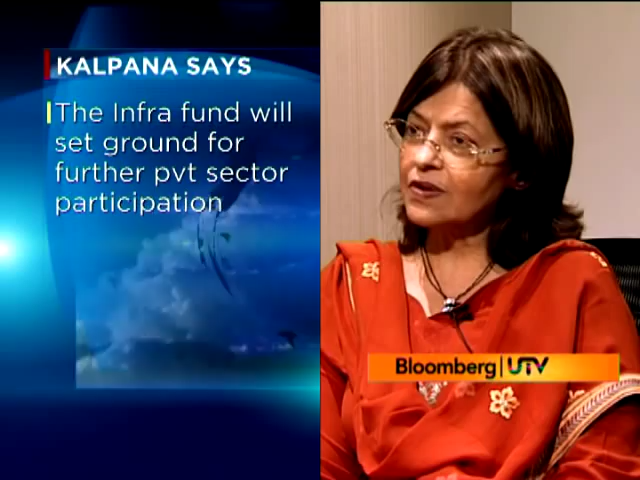 KALPANA SAYS
The Infra fund will
set ground for
further pvt sector
participation
Bloomberg | UTV